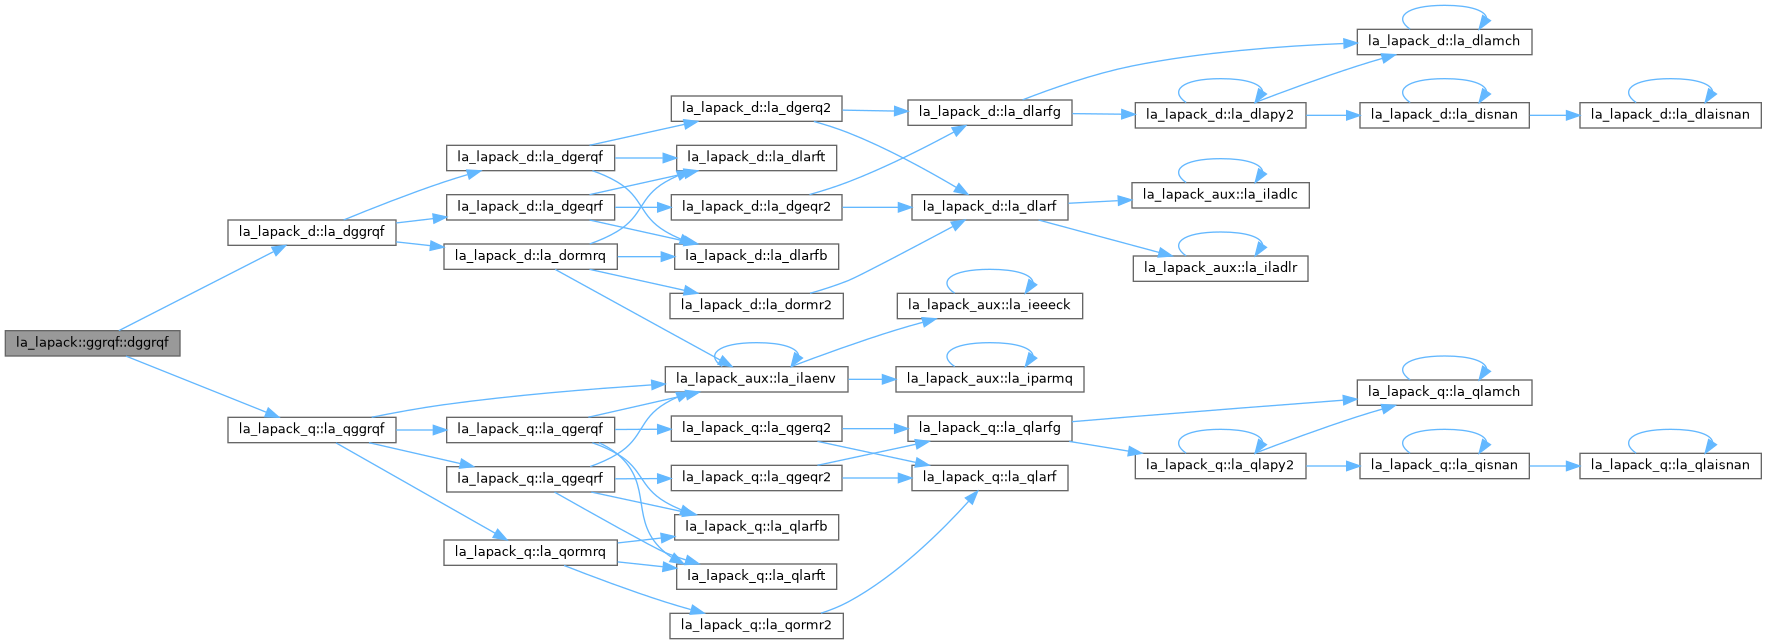 la_lapack_d::la_dlamch
la_lapack_d::la_dgerq2
la_lapack_d::la_dlarfg
la_lapack_d::la_dlapy2
la_lapack_d::la_disnan
la_lapack_d::la_dlaisnan
la_lapack_d::la_dgerqf
la_lapack_d::la_dlarft
la_lapack_aux::la_iladlc
la_lapack_d::la_dgeqrf
la_lapack_d::la_dgeqr2
la_lapack_d::la_dlarf
la_lapack_d::la_dggrqf
la_lapack_d::la_dormrq
la_lapack_d::la_dlarfb
la_lapack_aux::la_iladlr
la_lapack_d::la_dormr2
la_lapack_aux::la_ieeeck
la_lapack::ggrqf::dggrqf
la_lapack_aux::la_ilaenv
la_lapack_aux::la_iparmq
la_lapack_q::la_qlamch
la_lapack_q::la_qggrqf
la_lapack_q::la_qgerqf
la_lapack_q::la_qgerq2
la_lapack_q::la_qlarfg
la_lapack_q::la_qlapy2
la_lapack_q::la_qisnan
la_lapack_q::la_qlaisnan
la_lapack_q::la_qgeqrf
la_lapack_q::la_qgeqr2
la_lapack_q::la_qlarf
la_lapack_q::la_qlarfb
la_lapack_q::la_qormrq
la_lapack_q::la_qlarft
la_lapack_q::la_qormr2